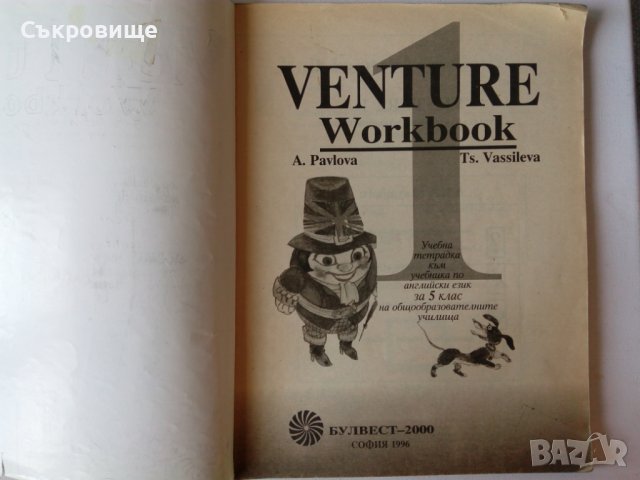 Съкровище
1
VENTURE
Workbook
A. Pavlova Ts. Vassileva
Учебна
тетрадка
към
учебника по
английски език
за 5 клас
на общообразователните
училища
БУЛВЕСТ–2000
СОФИЯ 1996
BAZAR